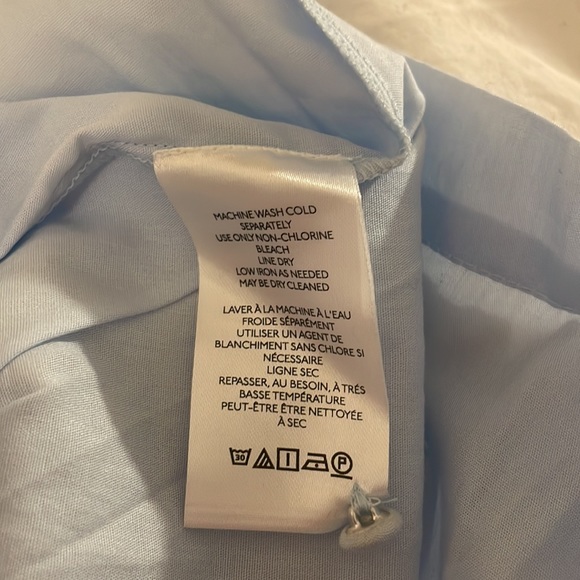 MACHINE WASH COLD
SEPARATELY
USE ONLY NON-CHLORINE
BLEACH
LINE DRY
LOW IRON AS NEEDED
MAY BE DRY CLEANED
LAVER À LA MACHINE À L'EAU
FROIDE SÉPARÉMENT
UTILISER UN AGENT DE
BLANCHIMENT SANS CHLORE SI
NÉCESSAIRE
LIGNE SEC
REPASSER, AU BESOIN, À TRÉS
BASSE TEMPÉRATURE
PEUT-ÊTRE ÊTRE NETTOYÉE
À SEC
30 P